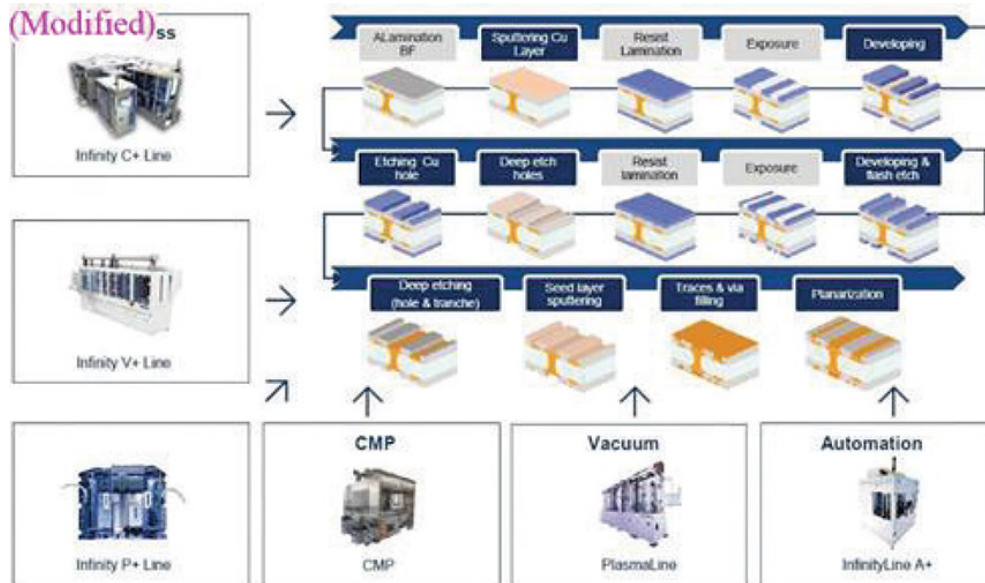 (Modified)ss
Infinity C+ Line
ALamination
BF
Sputtering Cu
Layer
Resist
Lamination
Exposure
Developing
Etching Cu
hole
Deep etch
holes
Resist
lamination
Exposure
Developing &
flash etch
Infinity V+ Line
Deep etching
(hole & tranche)
Seed layer
sputtering
Traces & via
filling
Planarization
Infinity P+ Line
CMP
CMP
Vacuum
PlasmaLine
Automation
InfinityLine A+